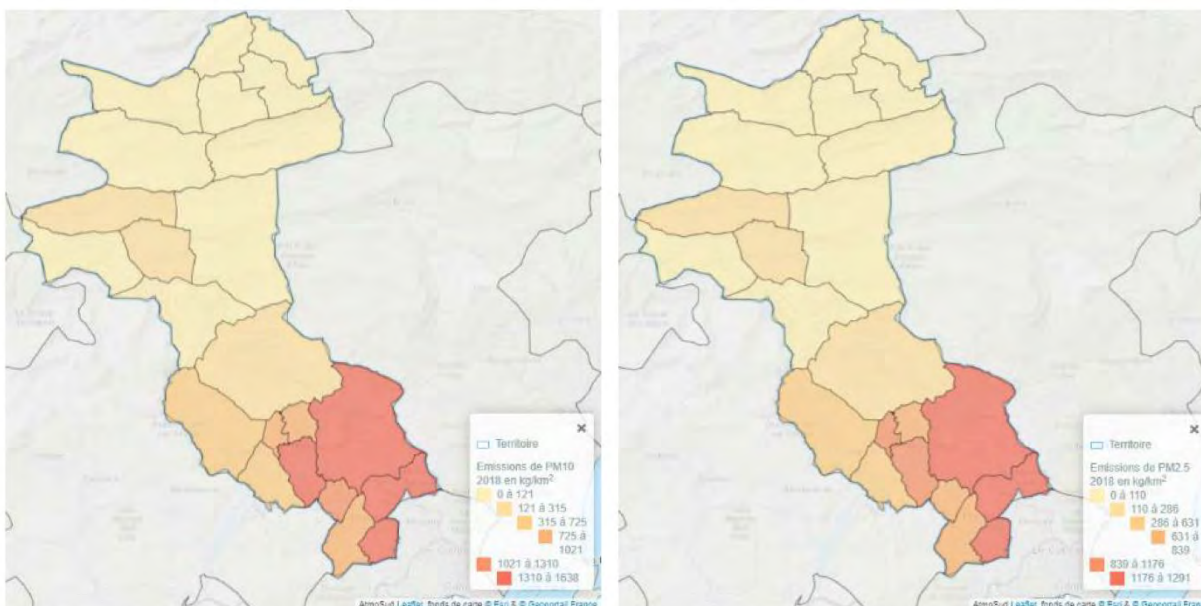 ×
Territoire
Emissions de PM10
2018 en kg/km²
0 à 121
121 à 315
315 à 725
725 à
1021
1021 à 1310
1310 à 1638
AtmoSud Leaflet, fonds de carte © Esri & © Geoportail France
×
Territoire
Emissions de PM2.5
2018 en kg/km²
0 à 110
110 à 286
286 à 631
631 à
839
839 à 1176
1176 à 1291
AtmoSud Leaflet, fonds de carte © Esri & © Geoportail France